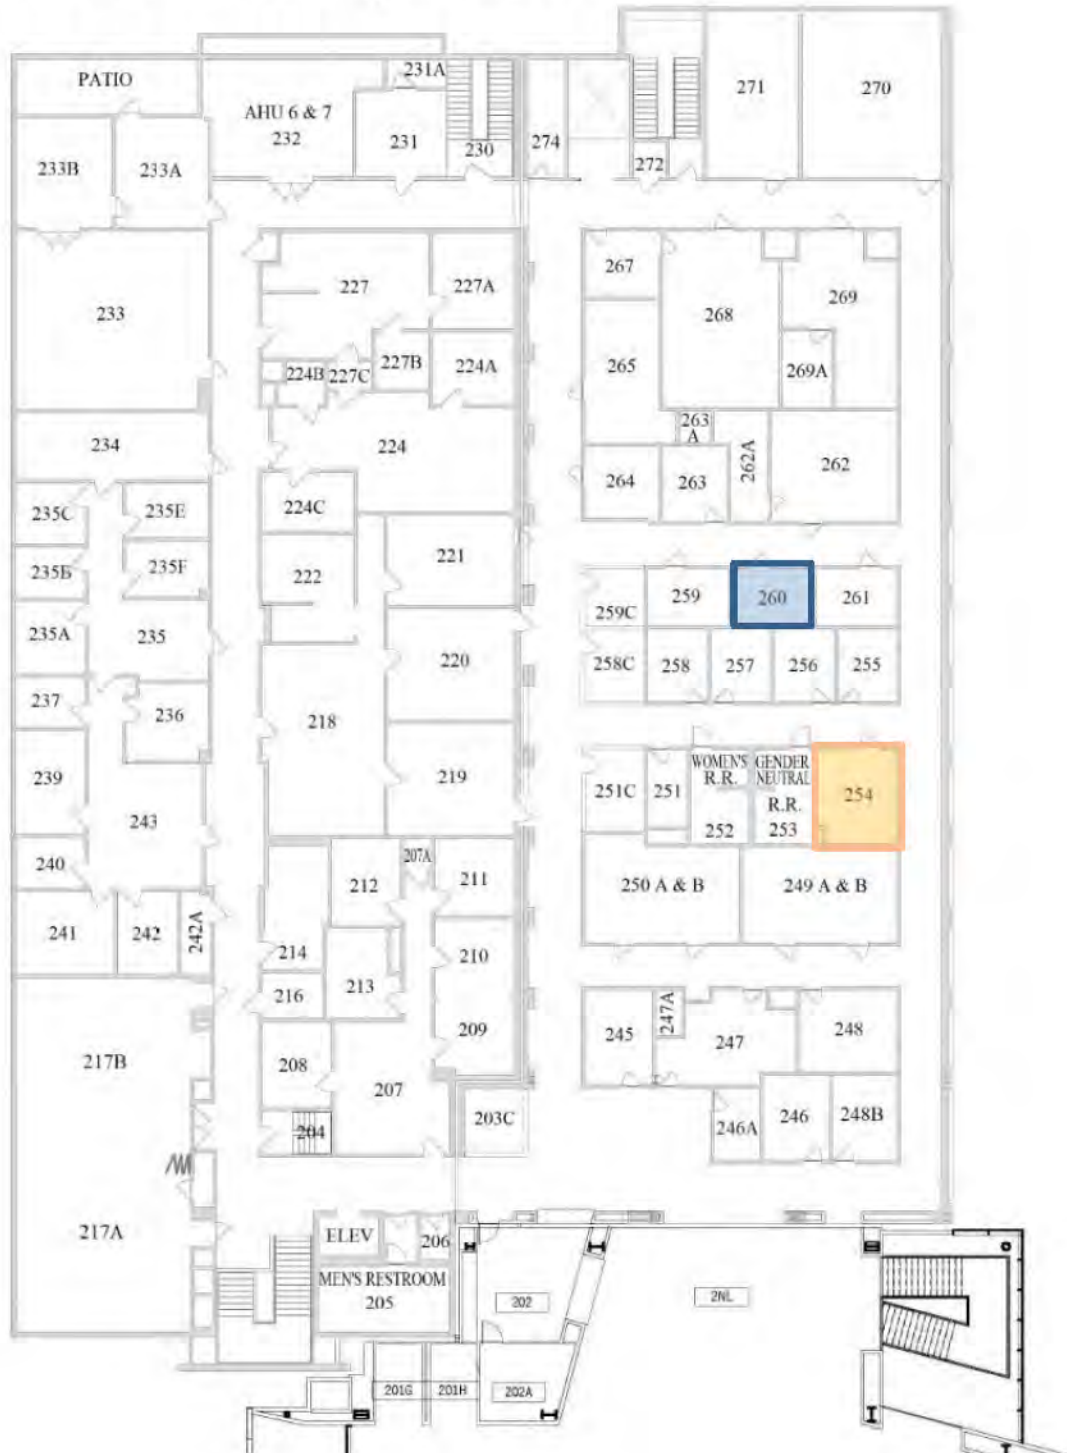 PATIO
231A
AHU 6 & 7
232
231
230
274
272
271
270
233B
233A
267
227
227A
268
269
233
265
269A
224B
227C
227B
224A
263
A
262A
262
234
224
264
263
235C
235E
224C
221
235B
235F
222
259C
259
260
261
235A
235
220
258C
258
257
256
255
237
236
218
239
219
251C
251
WOMEN'S
R.R.
252
GENDER
NEUTRAL
R.R.
253
254
243
240
212
207A
211
250 A & B
249 A & B
241
242
242A
214
210
213
216
209
245
247A
247
248
217B
208
207
204
203C
246A
246
248B
217A
ELEV
206
MEN'S RESTROOM
205
202
2NL
201G
201H
202A